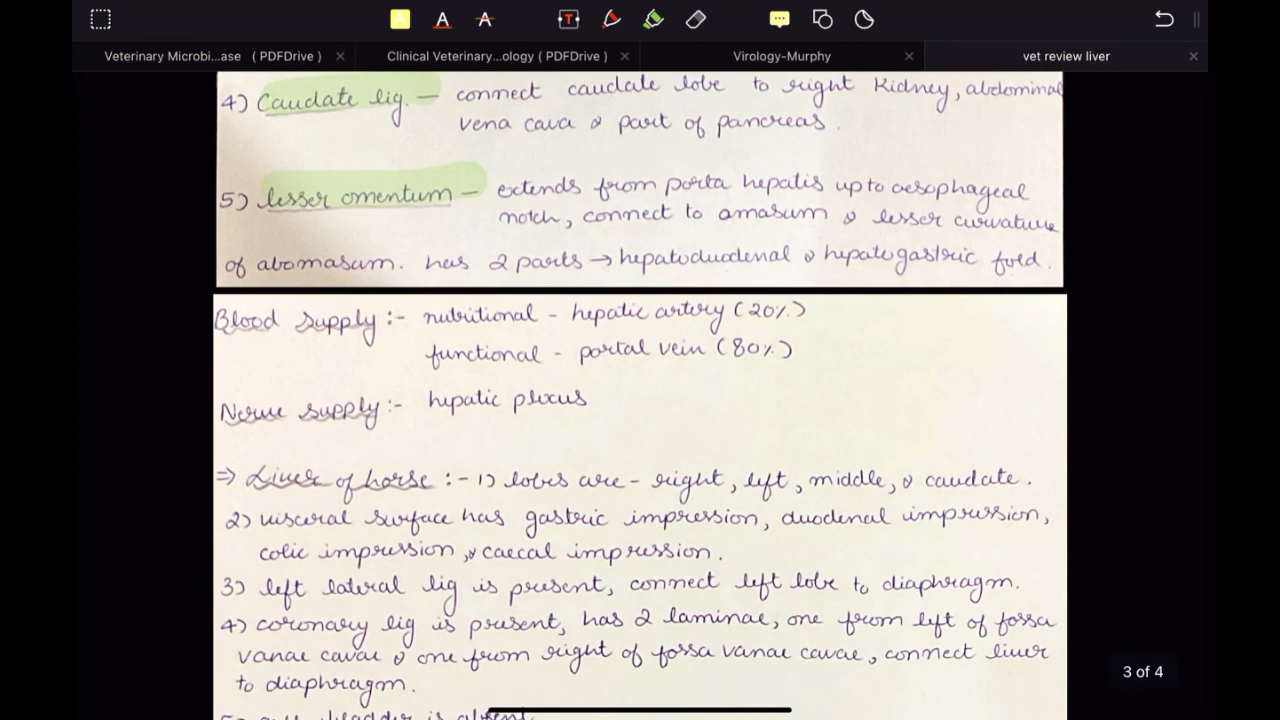 A A A T
Veterinary Microbi...ase ( PDFDrive ) × Clinical Veterinary...ology ( PDFDrive ) × Virology-Murphy × vet review liver ×
4) Caudate lig. — connect caudate lobe to right Kidney, abdominal
vena cava & part of pancreas.
5) lesser omentum — extends from porta hepatis upto oesophageal
notch, connect to omasum & lesser curvature
of abomasum. has 2 parts → hepatoduodenal & hepatogastric fold.
Blood supply :- nutritional - hepatic artery (20%)
functional - portal vein (80%)
Nerve supply :- hepatic plexus
⇒ Liver of horse :- 1) lobes are - right, left, middle, & caudate.
2) visceral surface has gastric impression, duodenal impression,
colic impression, & caecal impression.
3) left lateral lig is present, connect left lobe to diaphragm.
4) coronary lig is present, has 2 laminae, one from left of fossa
vanae cavae & one from right of fossa vanae cavae, connect liver
to diaphragm.
3 of 4